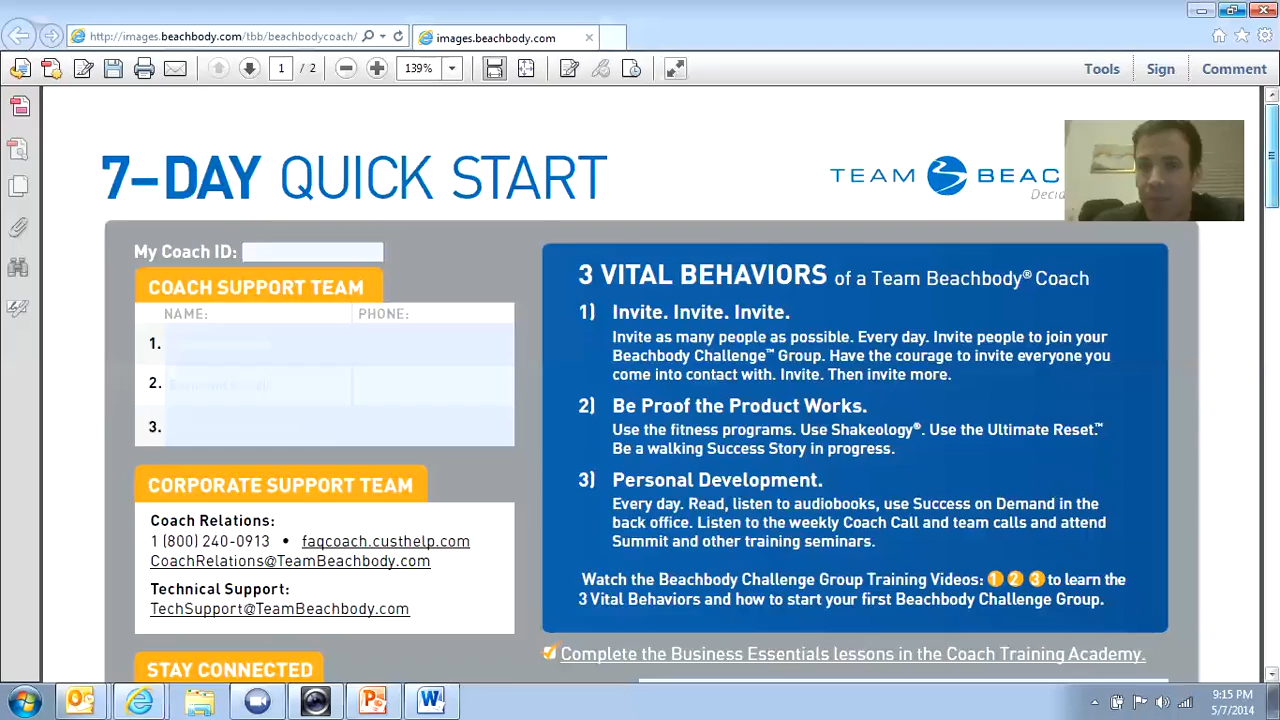 http://images.beachbody.com/tbb/beachbodycoach/
images.beachbody.com
1 / 2
139%
Tools
Sign
Comment
7-DAY QUICK START
TEAM BEAC
Decid
My Coach ID:
COACH SUPPORT TEAM
NAME:
PHONE:
1.
2.
3.
CORPORATE SUPPORT TEAM
Coach Relations:
1 (800) 240-0913 • faqcoach.custhelp.com
CoachRelations@TeamBeachbody.com
Technical Support:
TechSupport@TeamBeachbody.com
STAY CONNECTED
3 VITAL BEHAVIORS of a Team Beachbody® Coach
1) Invite. Invite. Invite.
Invite as many people as possible. Every day. Invite people to join your
Beachbody Challenge™ Group. Have the courage to invite everyone you
come into contact with. Invite. Then invite more.
2) Be Proof the Product Works.
Use the fitness programs. Use Shakeology®. Use the Ultimate Reset.™
Be a walking Success Story in progress.
3) Personal Development.
Every day. Read, listen to audiobooks, use Success on Demand in the
back office. Listen to the weekly Coach Call and team calls and attend
Summit and other training seminars.
Watch the Beachbody Challenge Group Training Videos: 1 2 3 to learn the
3 Vital Behaviors and how to start your first Beachbody Challenge Group.
Complete the Business Essentials lessons in the Coach Training Academy.
9:15 PM
5/7/2014